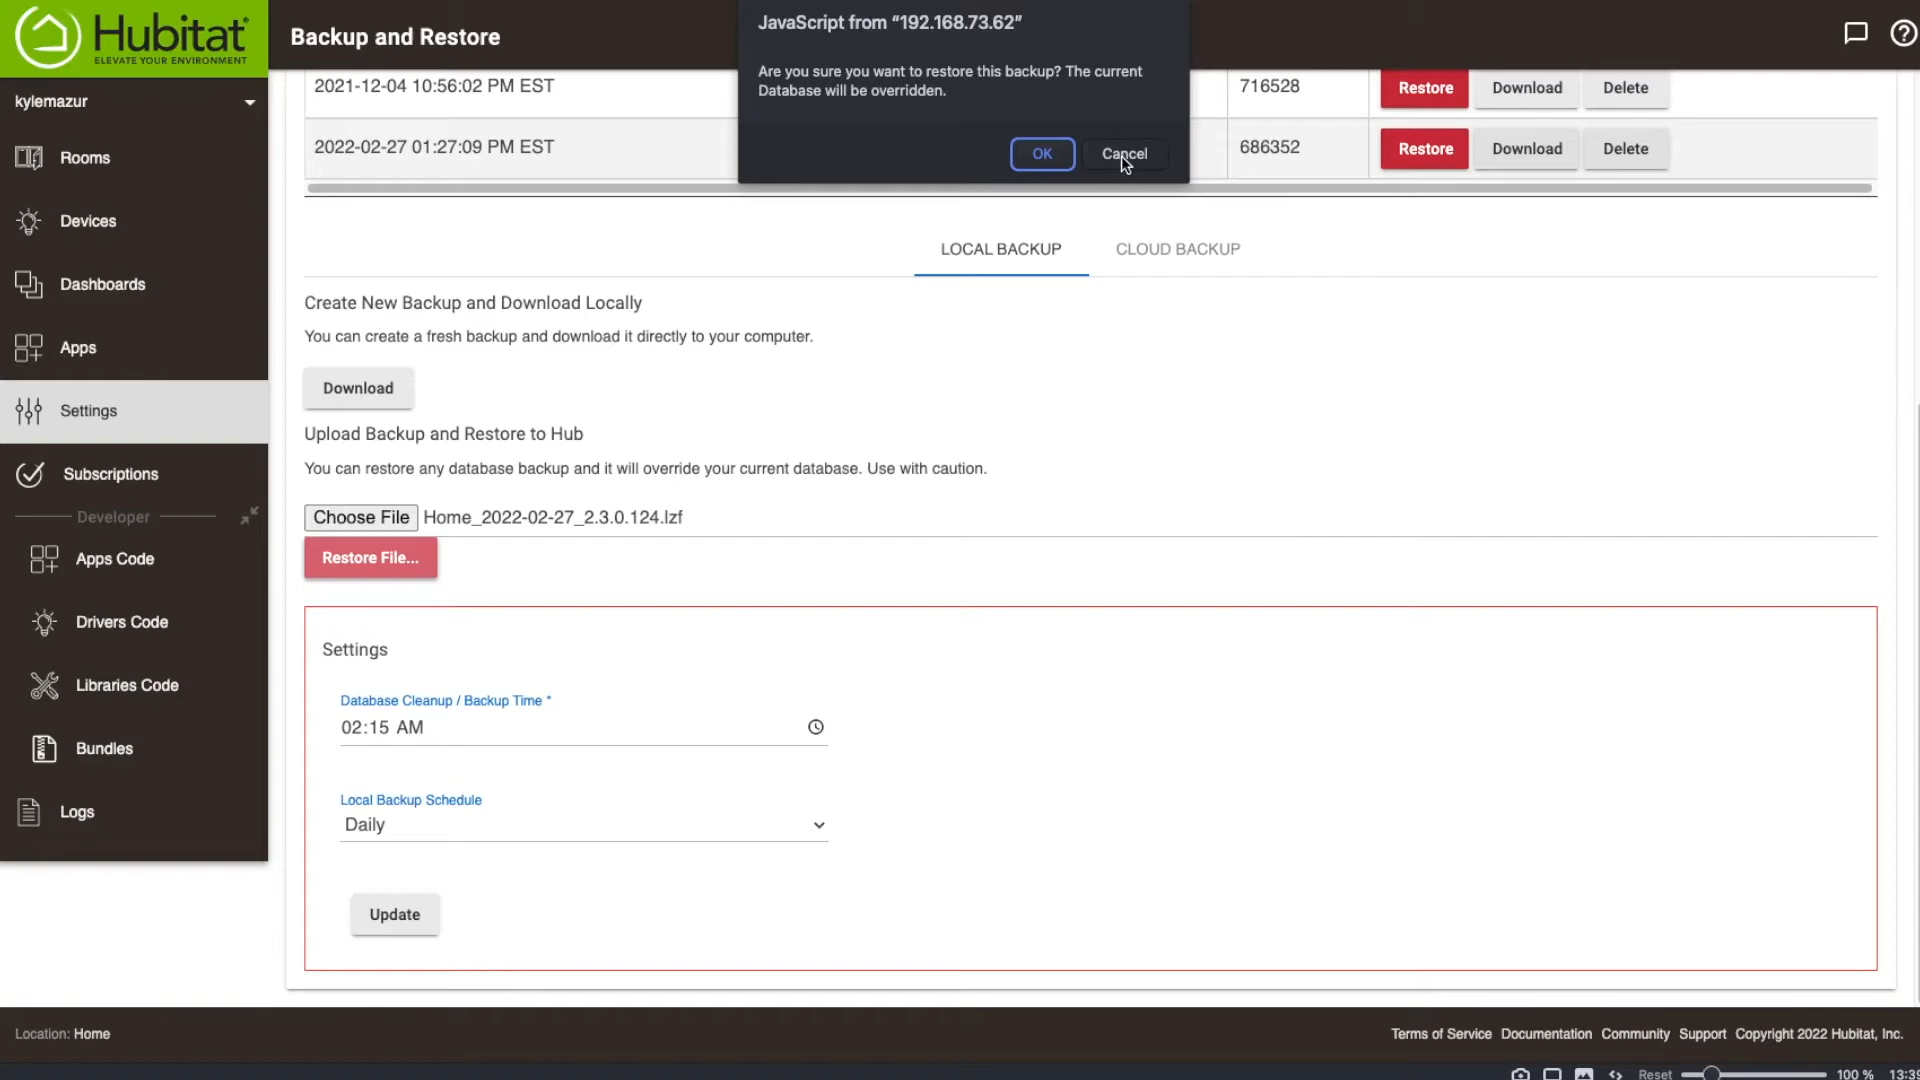 Hubitat
ELEVATE YOUR ENVIRONMENT
Backup and Restore
JavaScript from “192.168.73.62”
Are you sure you want to restore this backup? The current
Database will be overridden.
OK
Cancel
kylemazur
Rooms
Devices
Dashboards
Apps
Settings
Subscriptions
Developer
Apps Code
Drivers Code
Libraries Code
Bundles
Logs
2021-12-04 10:56:02 PM EST 716528 Restore Download Delete
2022-02-27 01:27:09 PM EST 686352 Restore Download Delete
LOCAL BACKUP CLOUD BACKUP
Create New Backup and Download Locally
You can create a fresh backup and download it directly to your computer.
Download
Upload Backup and Restore to Hub
You can restore any database backup and it will override your current database. Use with caution.
Choose File Home_2022-02-27_2.3.0.124.lzf
Restore File...
Settings
Database Cleanup / Backup Time *
02:15 AM
Local Backup Schedule
Daily
Update
Location: Home
Terms of Service Documentation Community Support Copyright 2022 Hubitat, Inc.
Reset 100 % 13:39